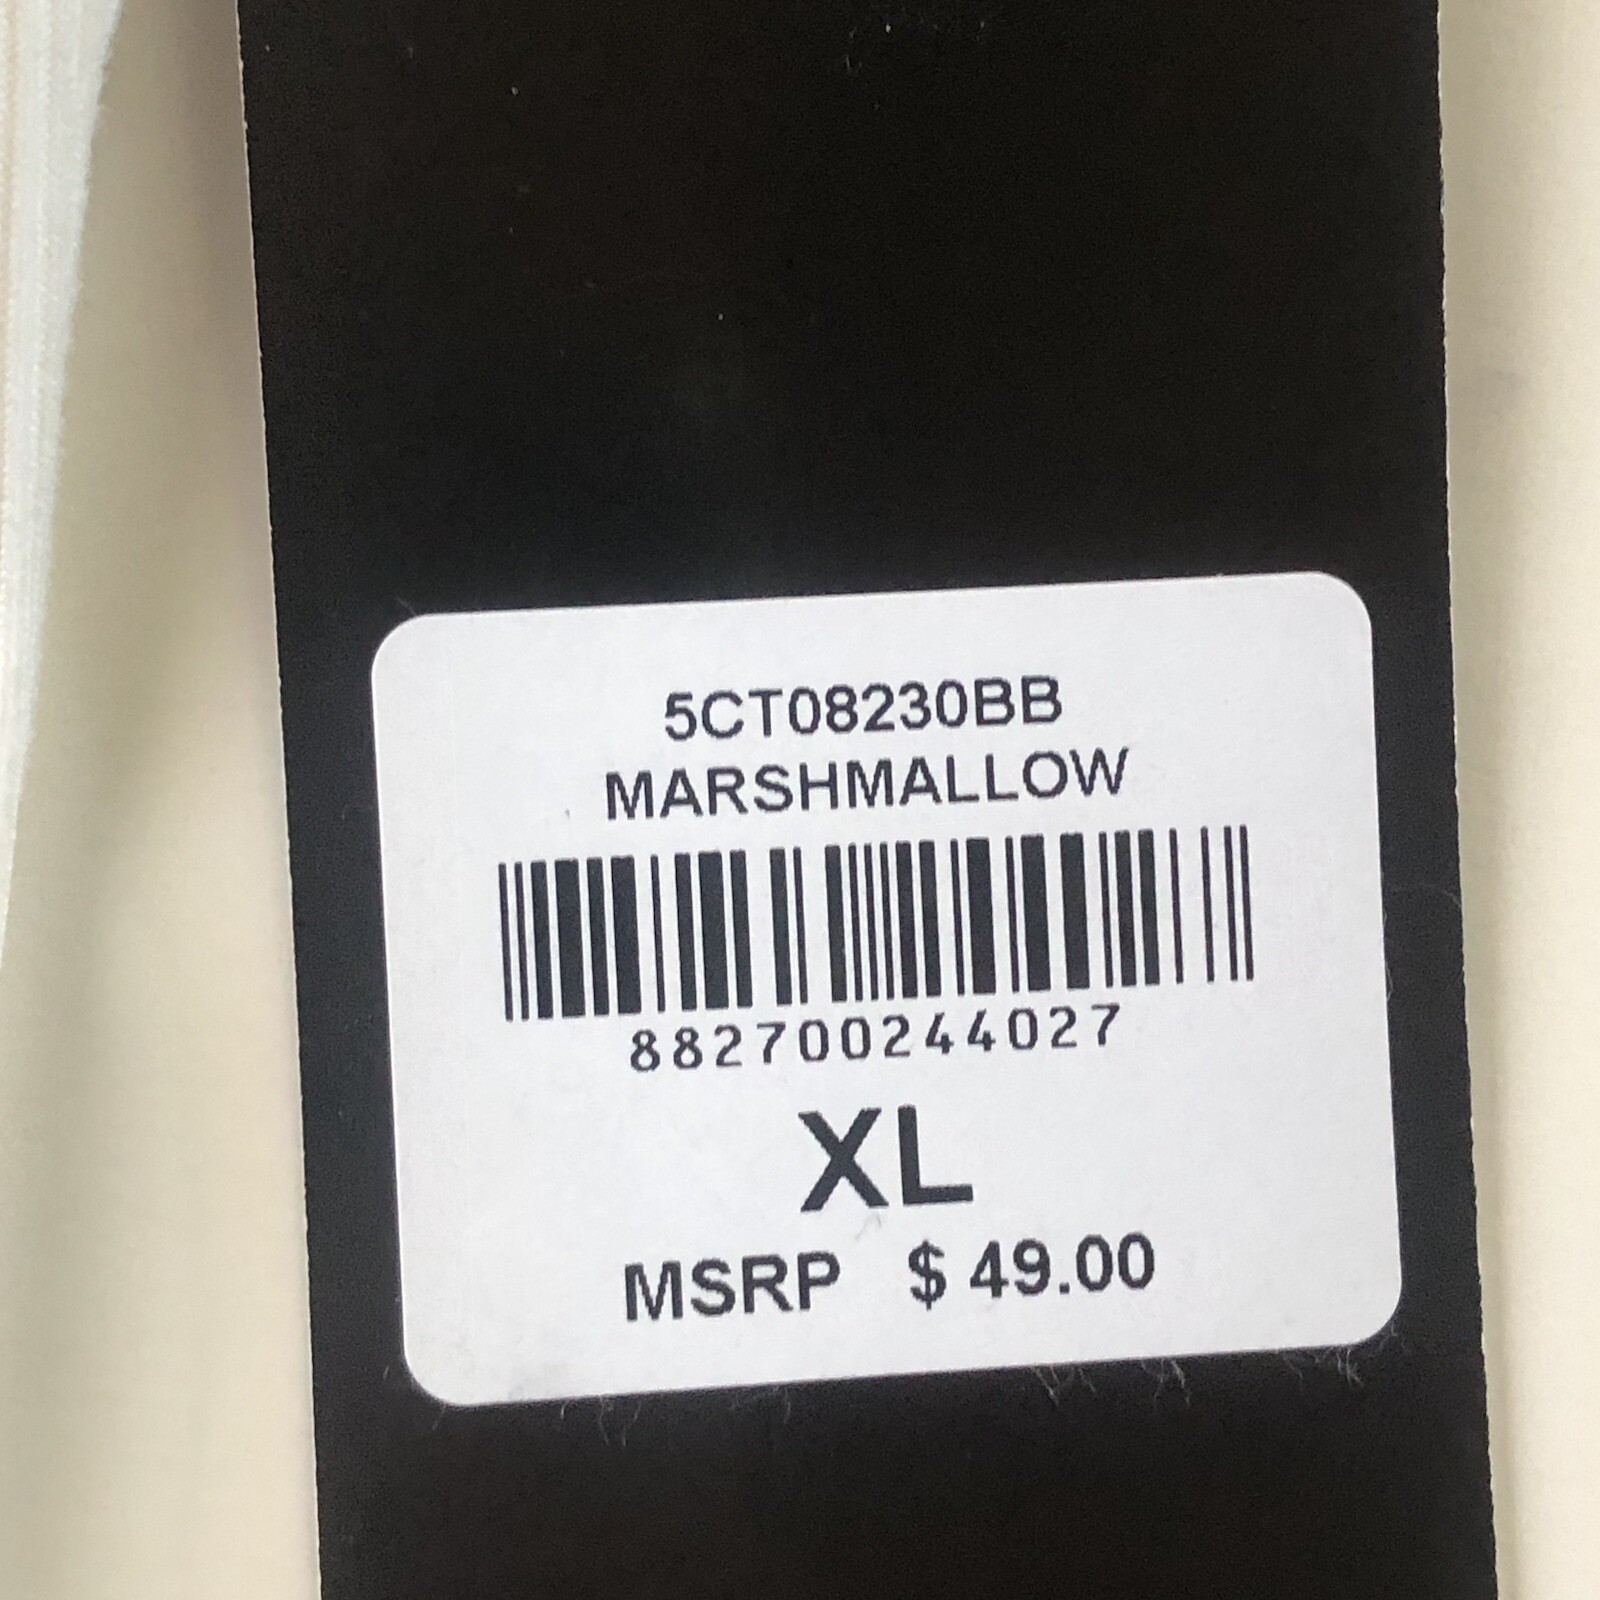 5CT08230BB
MARSHMALLOW
882700244027
XL
MSRP $ 49.00